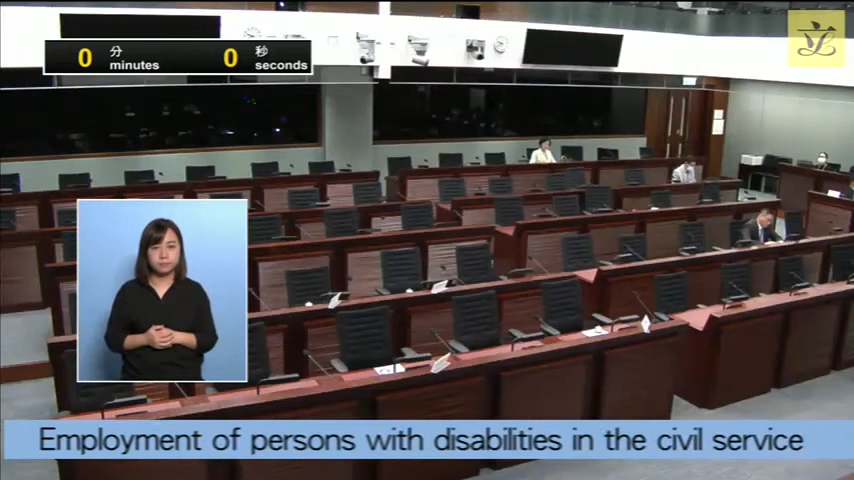 0 分 minutes 0 秒 seconds
Employment of persons with disabilities in the civil service